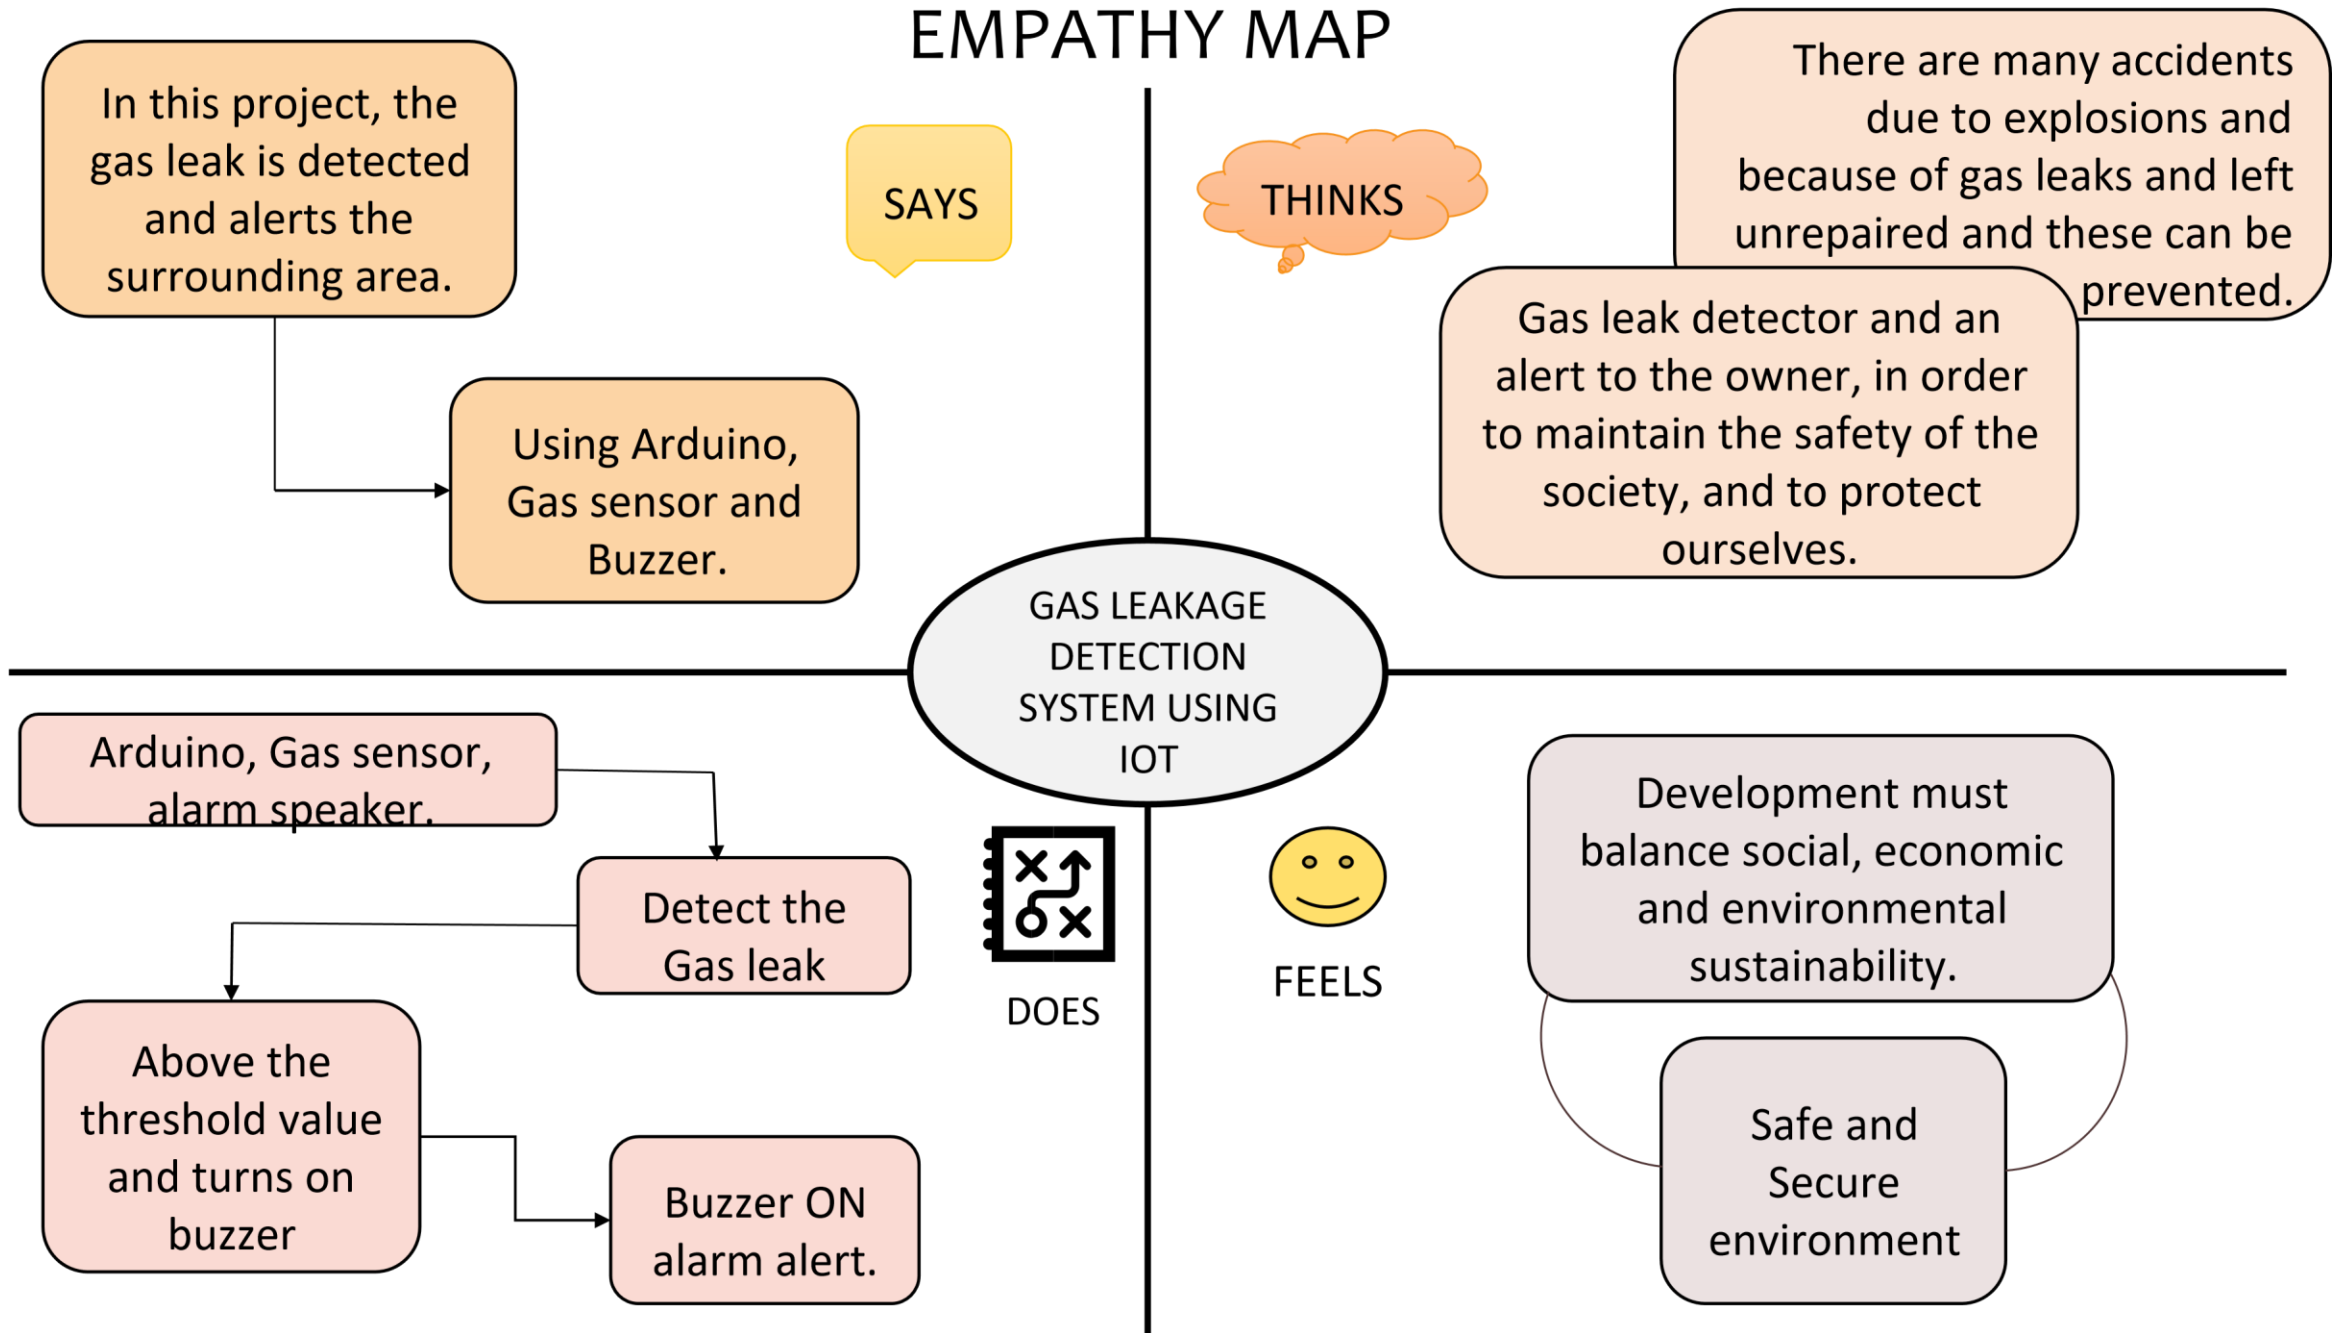 EMPATHY MAP
In this project, the
gas leak is detected
and alerts the
surrounding area.
Using Arduino,
Gas sensor and
Buzzer.
SAYS
THINKS
There are many accidents
due to explosions and
because of gas leaks and left
unrepaired and these can be
prevented.
Gas leak detector and an
alert to the owner, in order
to maintain the safety of the
society, and to protect
ourselves.
GAS LEAKAGE
DETECTION
SYSTEM USING
IOT
Arduino, Gas sensor,
alarm speaker.
Detect the
Gas leak
Above the
threshold value
and turns on
buzzer
Buzzer ON
alarm alert.
DOES
FEELS
Development must
balance social, economic
and environmental
sustainability.
Safe and
Secure
environment